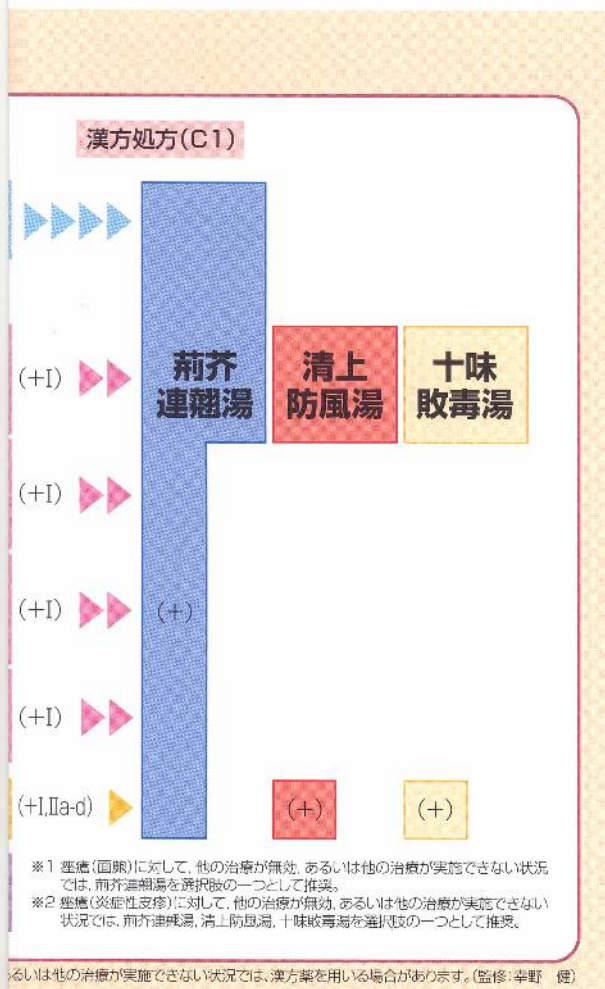 漢方処方(C1)
荊芥
連翹湯
清上
防風湯
十味
敗毒湯
(+I)
(+I)
(+I)
(+)
(+I)
(+I,IIa-d)
(+)
(+)
※1 痤瘡(面皰)に対して, 他の治療が無効, あるいは他の治療が実施できない状況
では, 荊芥連翹湯を選択肢の一つとして推奨。
※2 痤瘡(炎症性皮疹)に対して, 他の治療が無効, あるいは他の治療が実施できない
状況では, 荊芥連翹湯, 清上防風湯, 十味敗毒湯を選択肢の一つとして推奨。
るいは他の治療が実施できない状況では、漢方薬を用いる場合があります。(監修:幸野 健)